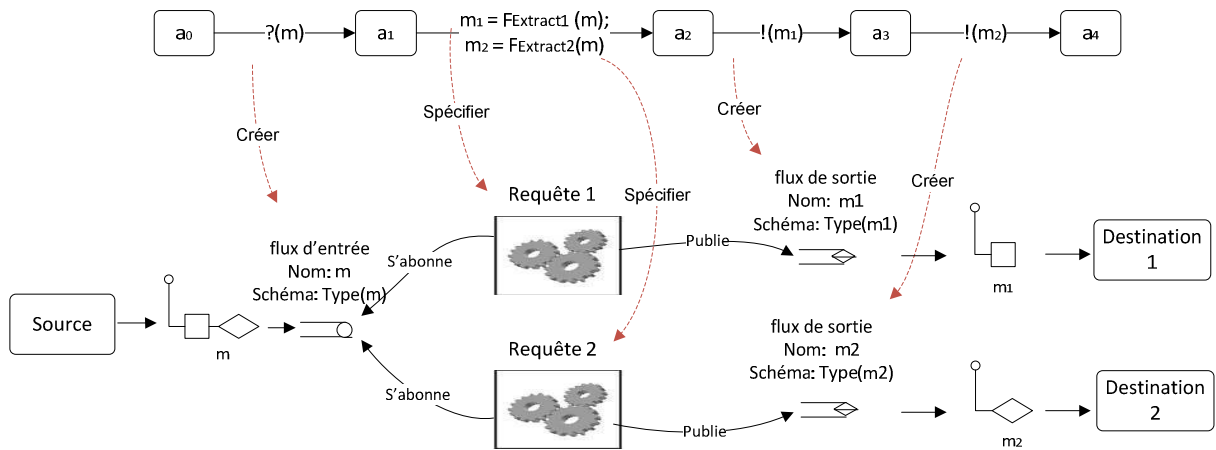 a0 ?(m) a1 m1 = FExtract1 (m); a2 !(m1) a3 !(m2) a4
m2 = FExtract2(m)
Créer
Spécifier
Créer
Spécifier
Créer
Requête 1
flux de sortie
Nom: m1
Schéma: Type(m1)
flux d'entrée
Nom: m
Schéma: Type(m)
S'abonne
Publie
Destination
1
m1
Source
m
Requête 2
flux de sortie
Nom: m2
Schéma: Type(m2)
S'abonne
Publie
Destination
2
m2